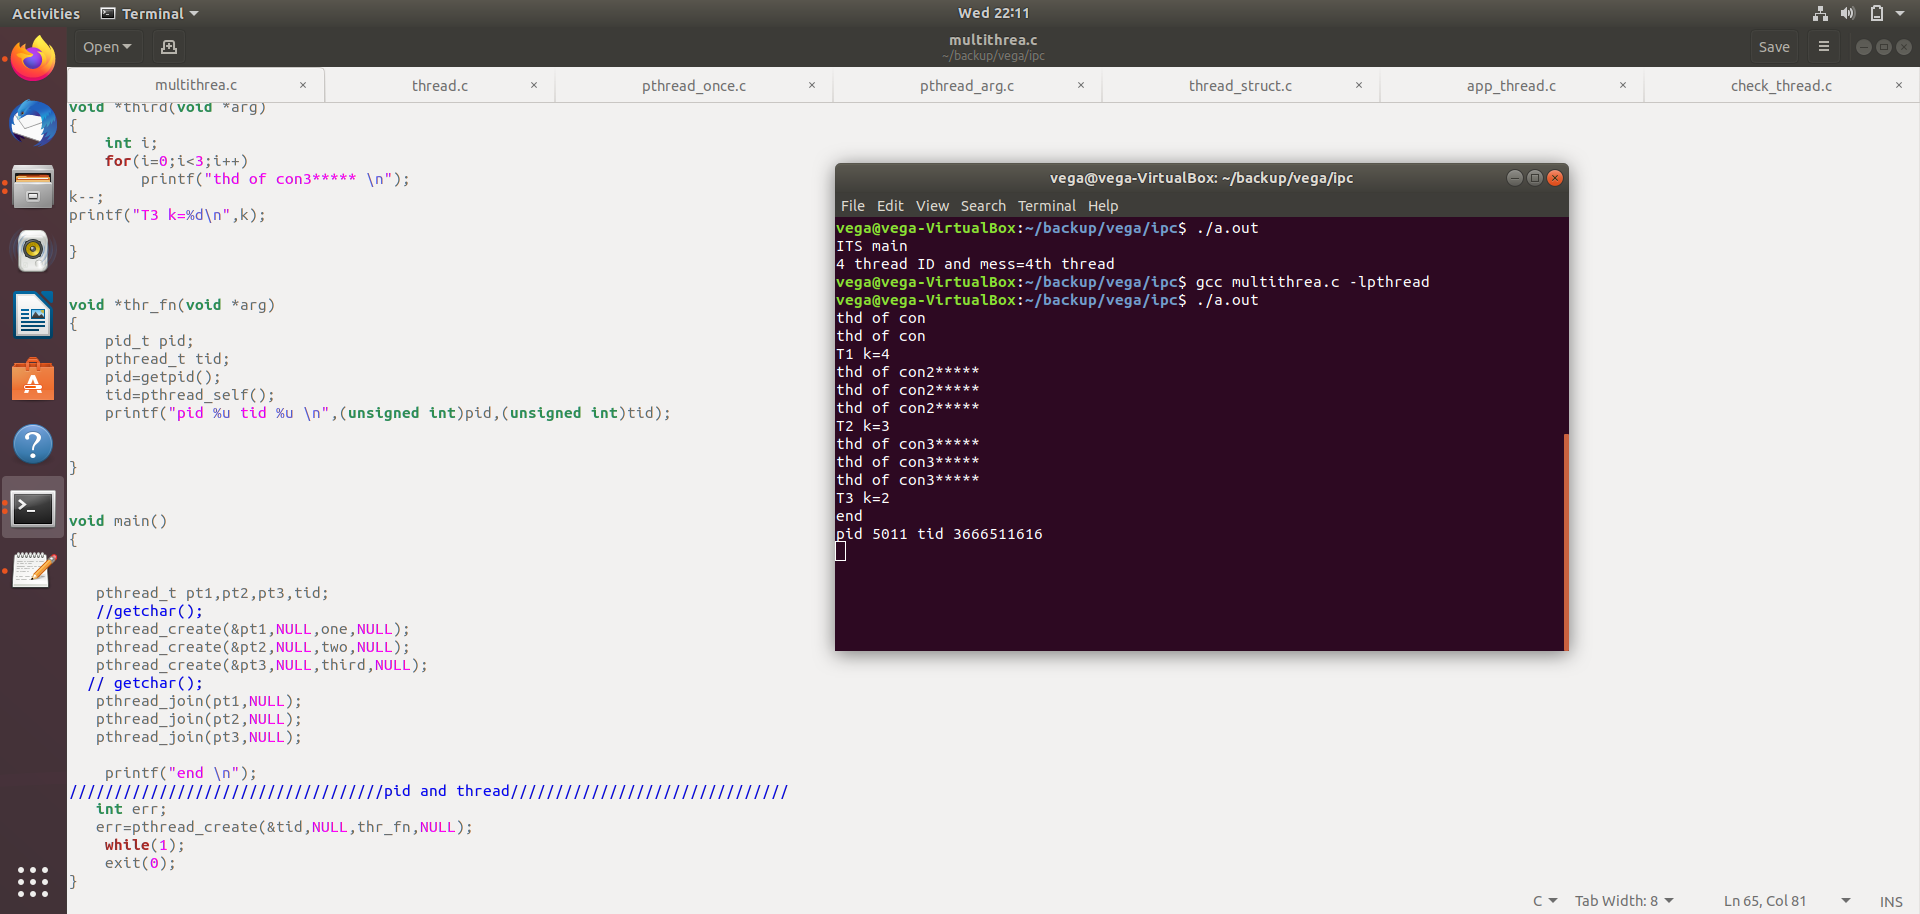 Activities
Terminal
Wed 22:11
Open
multithrea.c
~/backup/vega/ipc
Save
multithrea.c ×
thread.c ×
pthread_once.c ×
pthread_arg.c ×
thread_struct.c ×
app_thread.c ×
check_thread.c ×
void *third(void *arg)
{
    int i;
    for(i=0;i<3;i++)
        printf("thd of con3***** \n");
k--;
printf("T3 k=%d\n",k);
}
void *thr_fn(void *arg)
{
    pid_t pid;
    pthread_t tid;
    pid=getpid();
    tid=pthread_self();
    printf("pid %u tid %u \n",(unsigned int)pid,(unsigned int)tid);
}
void main()
{
   pthread_t pt1,pt2,pt3,tid;
   //getchar();
   pthread_create(&pt1,NULL,one,NULL);
   pthread_create(&pt2,NULL,two,NULL);
   pthread_create(&pt3,NULL,third,NULL);
  // getchar();
   pthread_join(pt1,NULL);
   pthread_join(pt2,NULL);
   pthread_join(pt3,NULL);
    printf("end \n");
///////////////////////////////////pid and thread///////////////////////////////
   int err;
   err=pthread_create(&tid,NULL,thr_fn,NULL);
    while(1);
    exit(0);
}
vega@vega-VirtualBox: ~/backup/vega/ipc
File Edit View Search Terminal Help
vega@vega-VirtualBox:~/backup/vega/ipc$ ./a.out
ITS main
4 thread ID and mess=4th thread
vega@vega-VirtualBox:~/backup/vega/ipc$ gcc multithrea.c -lpthread
vega@vega-VirtualBox:~/backup/vega/ipc$ ./a.out
thd of con
thd of con
T1 k=4
thd of con2*****
thd of con2*****
thd of con2*****
T2 k=3
thd of con3*****
thd of con3*****
thd of con3*****
T3 k=2
end
pid 5011 tid 3666511616
C
Tab Width: 8
Ln 65, Col 81
INS